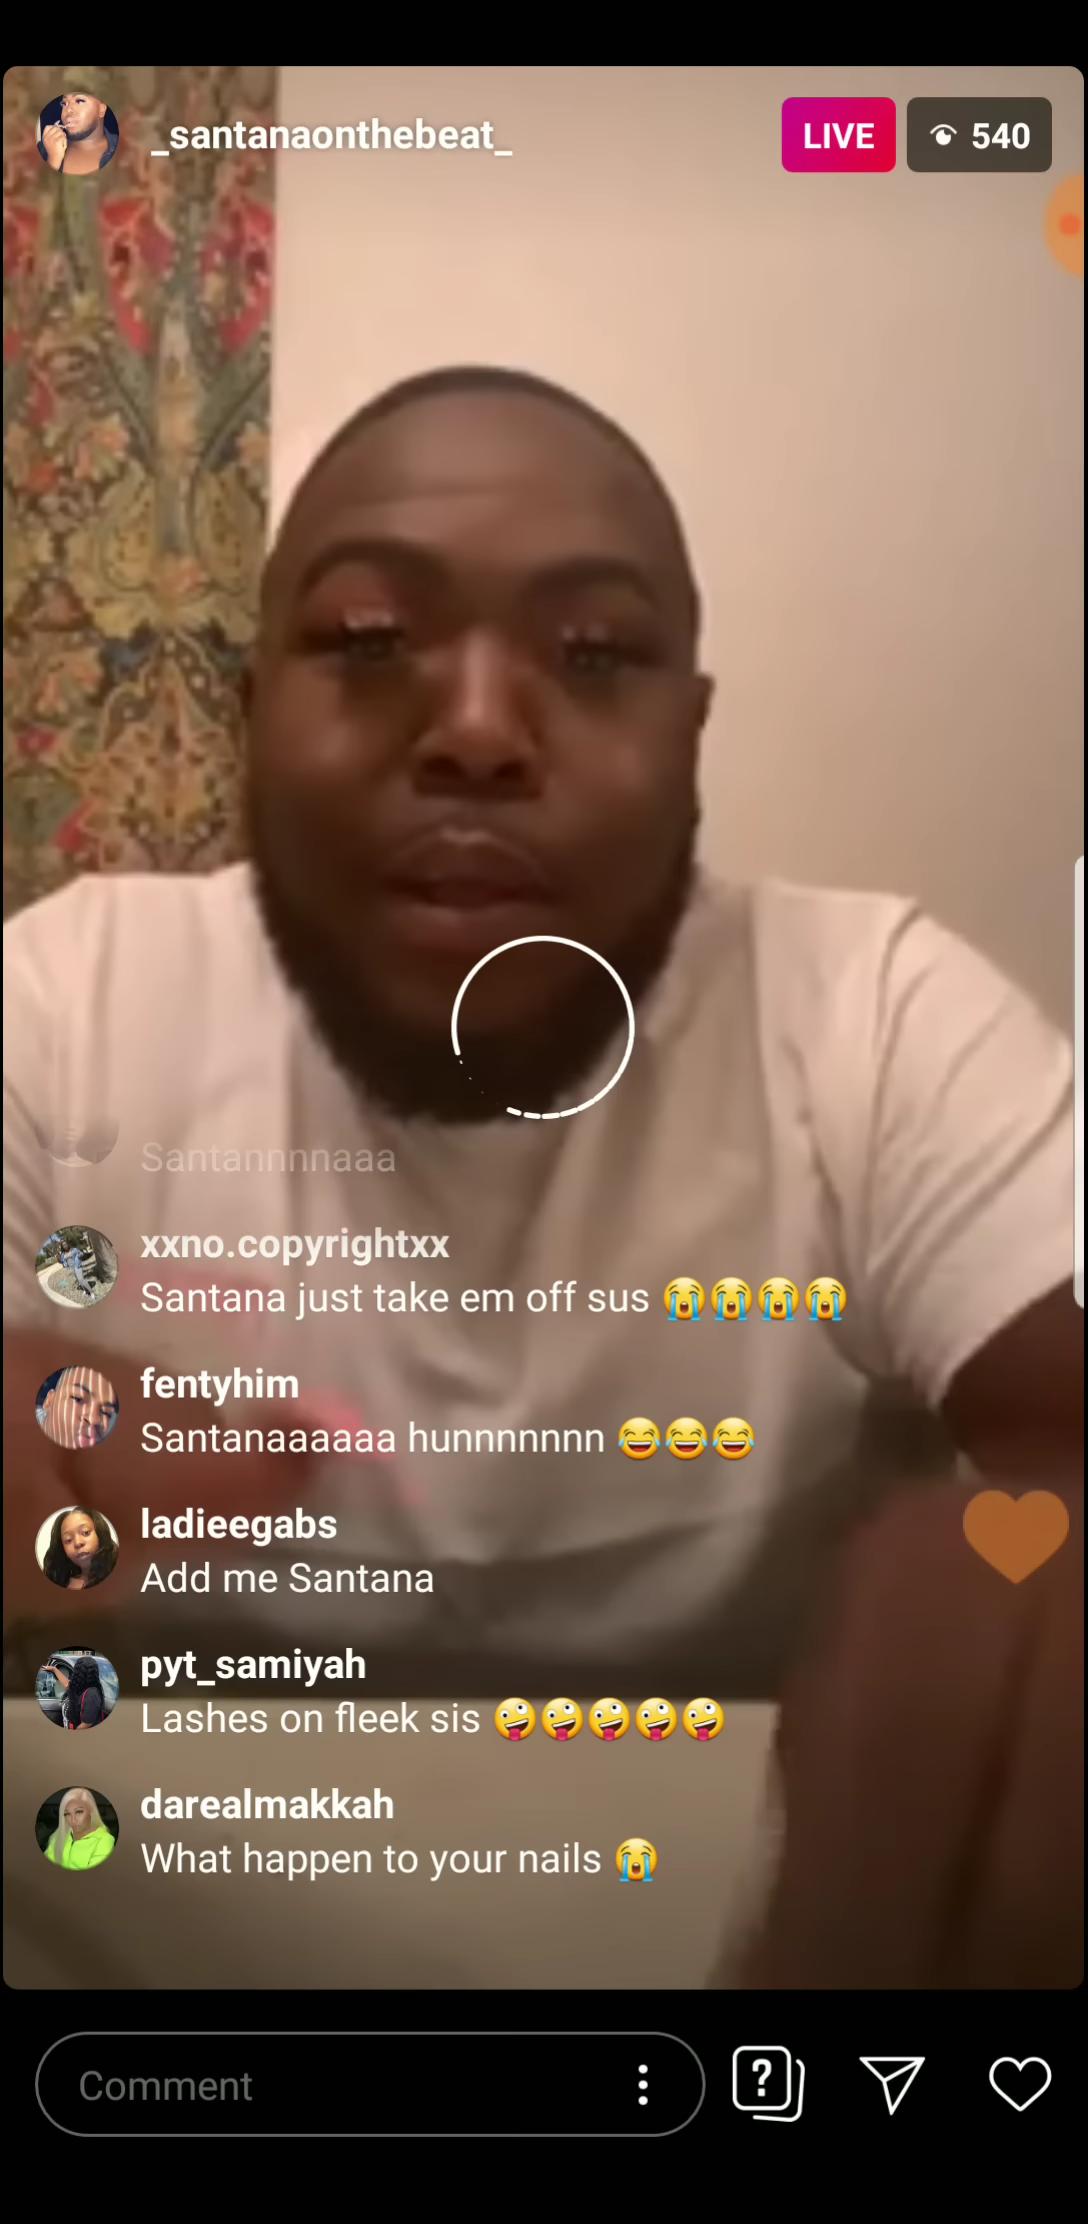 _santanaonthebeat_
LIVE
540
Santannnnaaa
xxno.copyrightxx
Santana just take em off sus 😭😭😭😭
fentyhim
Santanaaaaaa hunnnnnnn 😂😂😂
ladieegabs
Add me Santana
pyt_samiyah
Lashes on fleek sis 🤪🤪🤪🤪🤪
darealmakkah
What happen to your nails 😭
Comment
?